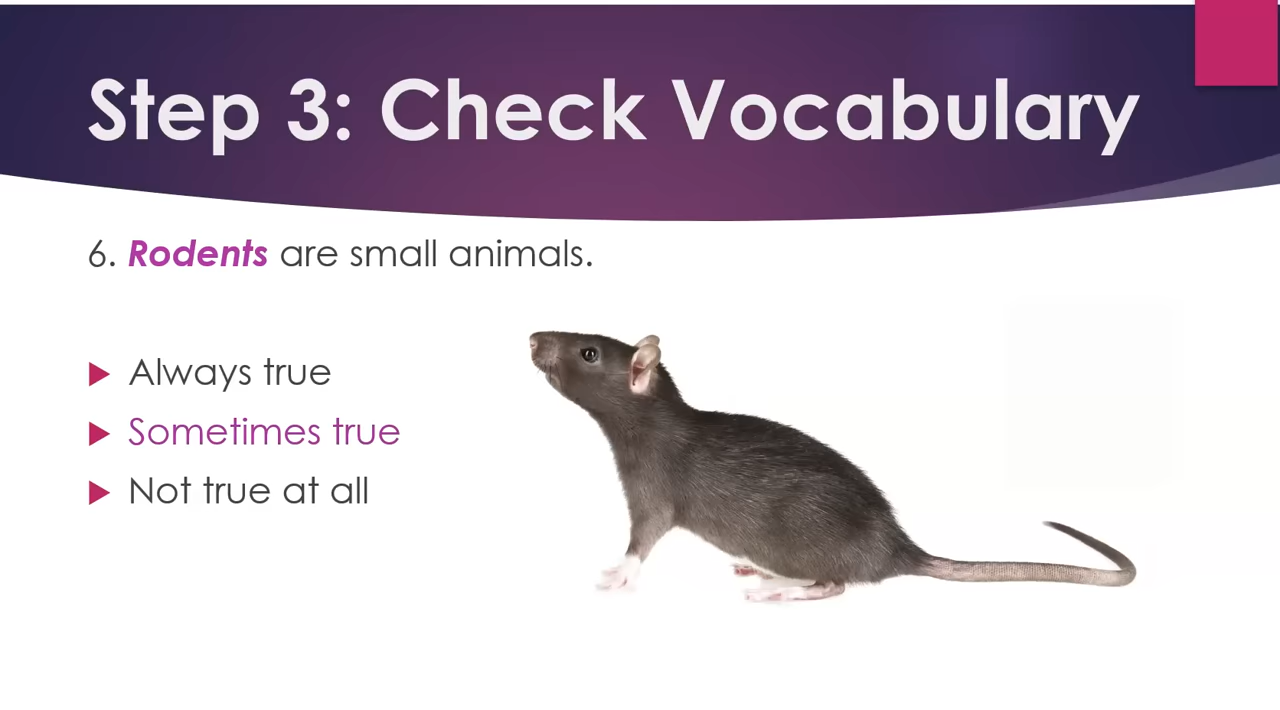 Step 3: Check Vocabulary
6. Rodents are small animals.
Always true
Sometimes true
Not true at all